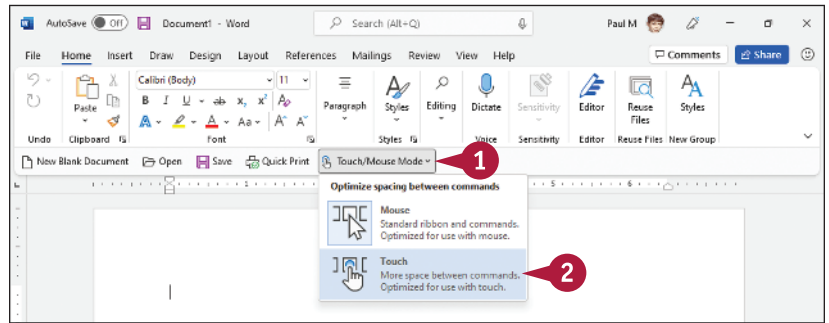 AutoSave Off Document1 - Word Search (Alt+Q) Paul M
File Home Insert Draw Design Layout References Mailings Review View Help Comments Share
Calibri (Body) 11
Paste B I U ab x₂ x² A Paragraph Styles Editing Dictate Sensitivity Editor Reuse Files Styles
A A Aa A A
Undo Clipboard Font Styles Voice Sensitivity Editor Reuse Files New Group
New Blank Document Open Save Quick Print Touch/Mouse Mode 1
1 5 6
Optimize spacing between commands
Mouse
Standard ribbon and commands.
Optimized for use with mouse.
Touch
More space between commands. 2
Optimized for use with touch.